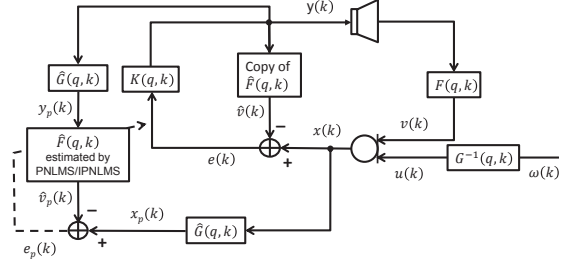 y(k)
Ĝ(q,k)
K(q,k)
Copy of
F̂(q,k)
F(q,k)
y_p(k)
v̂(k)
F̂(q,k)
estimated by
PNLMS/IPNLMS
−
x(k)
v(k)
+
e(k)
u(k)
G⁻¹(q,k)
ω(k)
v̂_p(k)
−
x_p(k)
Ĝ(q,k)
+
e_p(k)